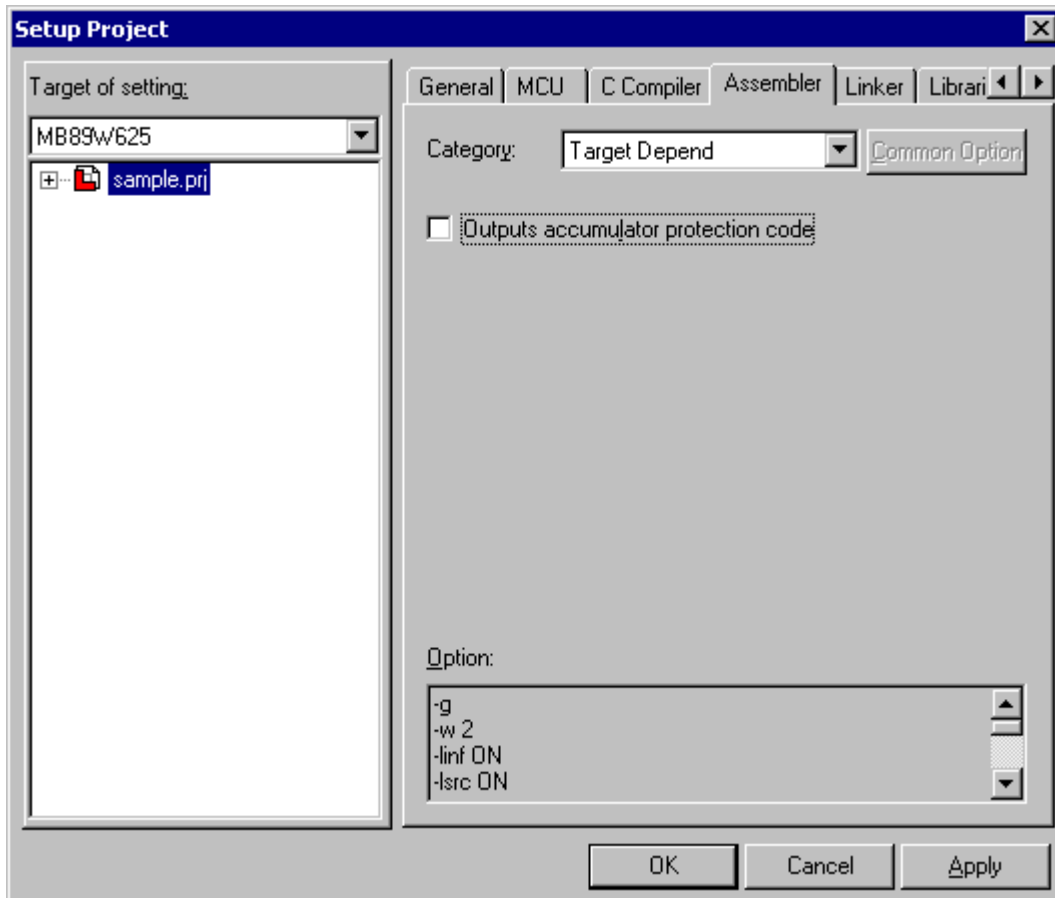 Setup Project
Target of setting:
MB89W625
sample.prj
General MCU C Compiler Assembler Linker Librari
Category: Target Depend Common Option
Outputs accumulator protection code
Option:
-g
-w 2
-linf ON
-lsrc ON
OK Cancel Apply